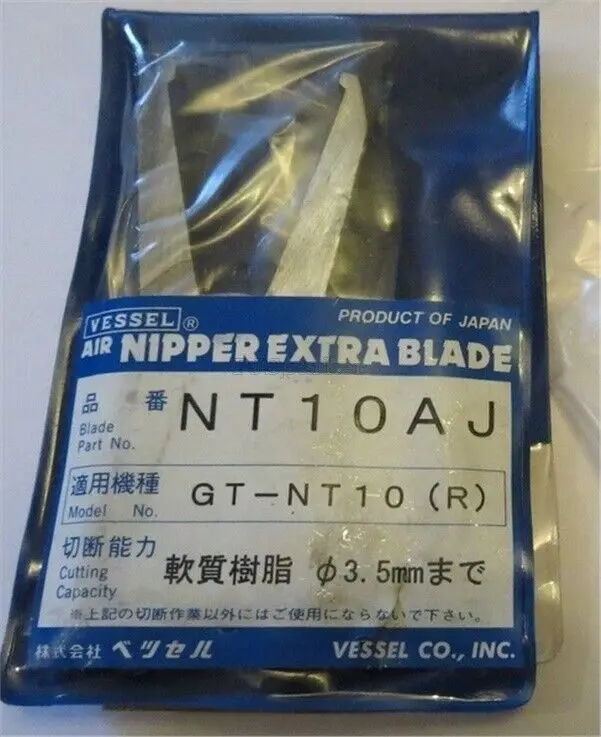 VESSEL ® PRODUCT OF JAPAN
AIR NIPPER EXTRA BLADE
品番 NT10AJ
Blade
Part No.
適用機種 GT-NT10 (R)
Model No.
切断能力 軟質樹脂 φ3.5mmまで
Cutting
Capacity
※上記の切断作業以外にはご使用にならないで下さい。
株式会社 ベッセル VESSEL CO., INC.